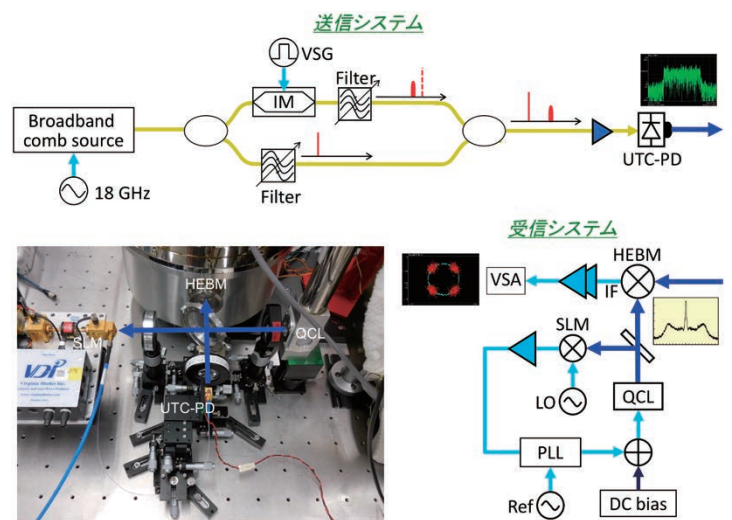 送信システム
VSG
IM
Filter
Broadband
comb source
18 GHz
Filter
UTC-PD
受信システム
HEBM
VSA
IF
SLM
LO
QCL
PLL
Ref
DC bias
HEBM
SLM
QCL
VDI
UTC-PD